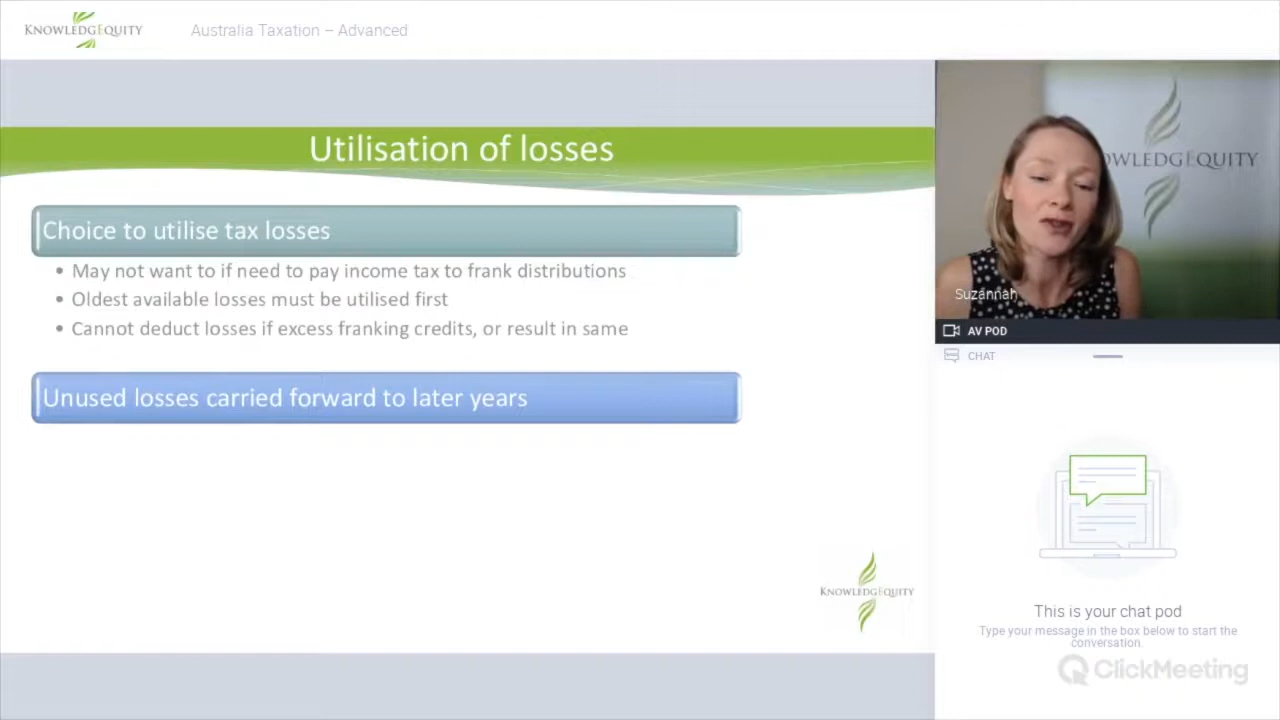 KNOWLEDGEQUITY
Australia Taxation – Advanced
Utilisation of losses
Choice to utilise tax losses
• May not want to if need to pay income tax to frank distributions
• Oldest available losses must be utilised first
• Cannot deduct losses if excess franking credits, or result in same
Unused losses carried forward to later years
KNOWLEDGEQUITY
OWLEDGEQUITY
Suzannah
AV POD
CHAT
This is your chat pod
Type your message in the box below to start the
conversation.
ClickMeeting